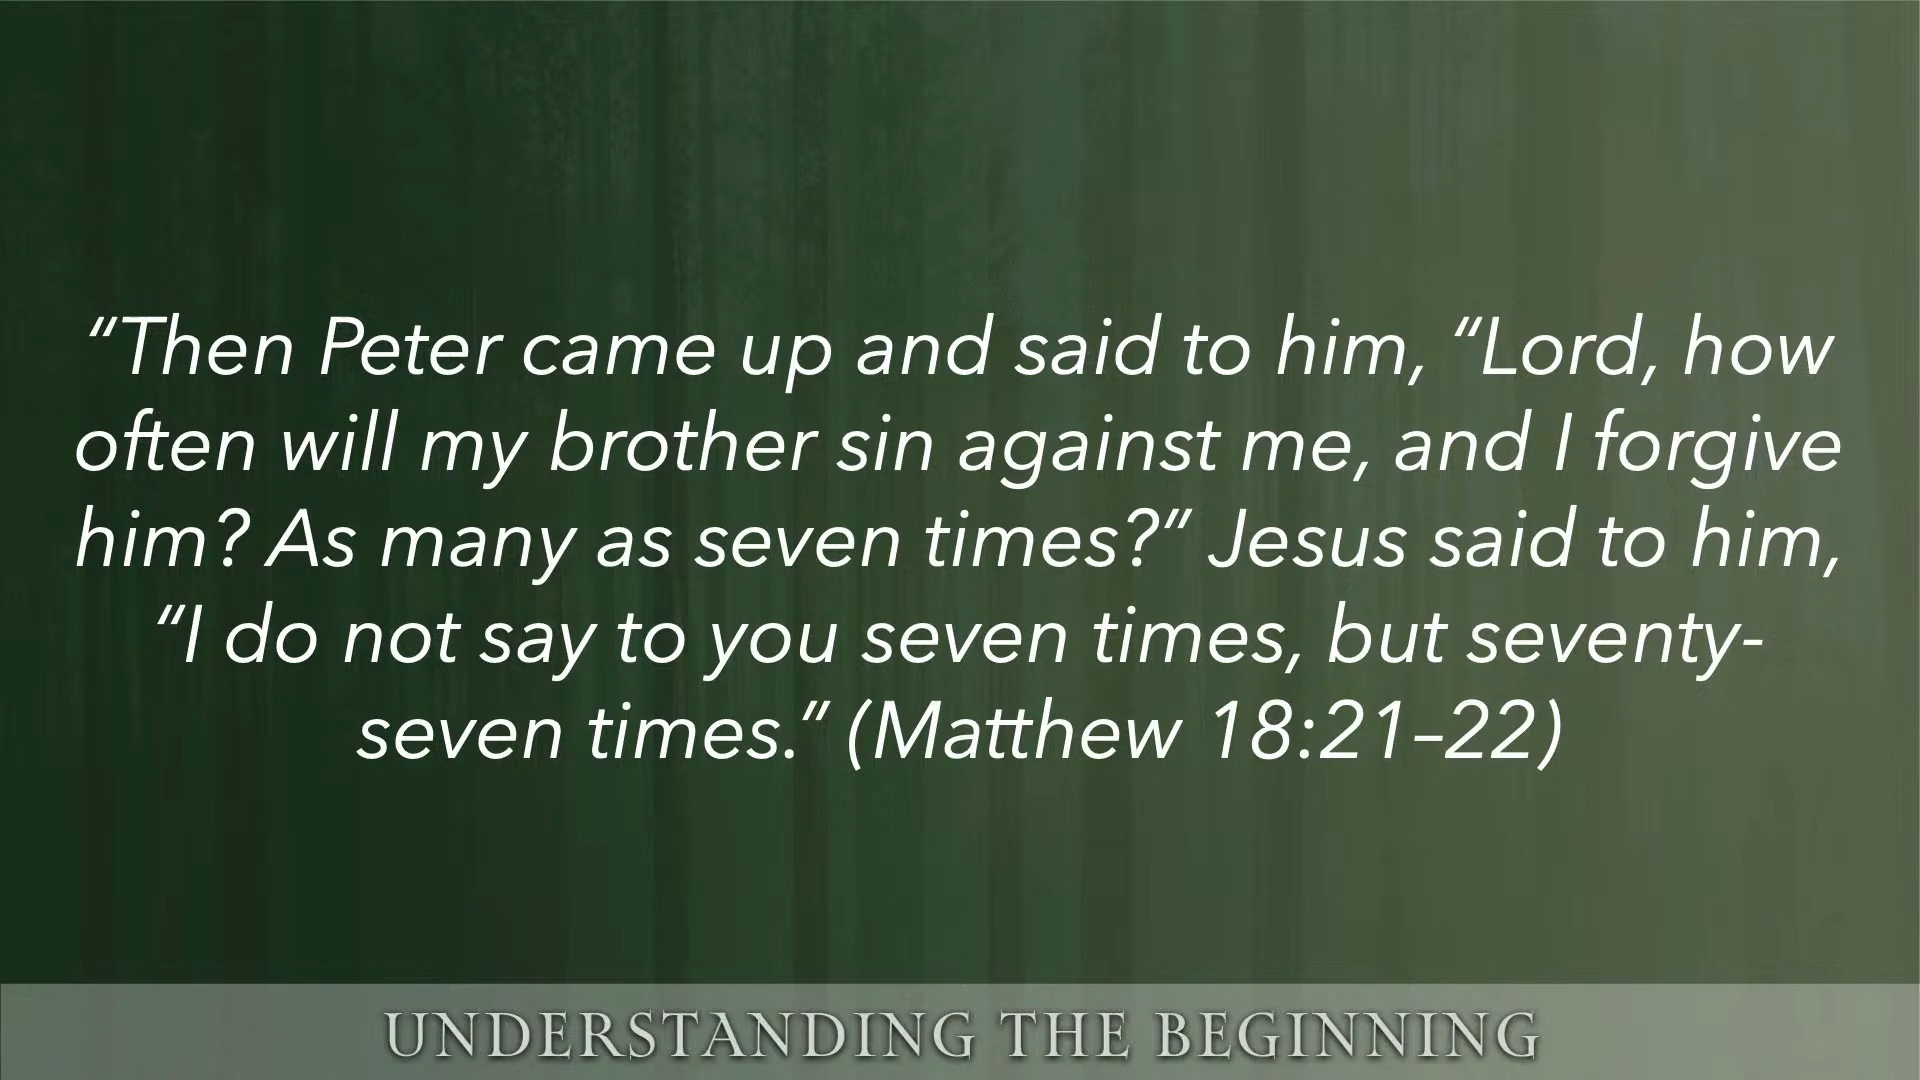 “Then Peter came up and said to him, “Lord, how
often will my brother sin against me, and I forgive
him? As many as seven times?” Jesus said to him,
“I do not say to you seven times, but seventy-
seven times.” (Matthew 18:21–22)
UNDERSTANDING THE BEGINNING